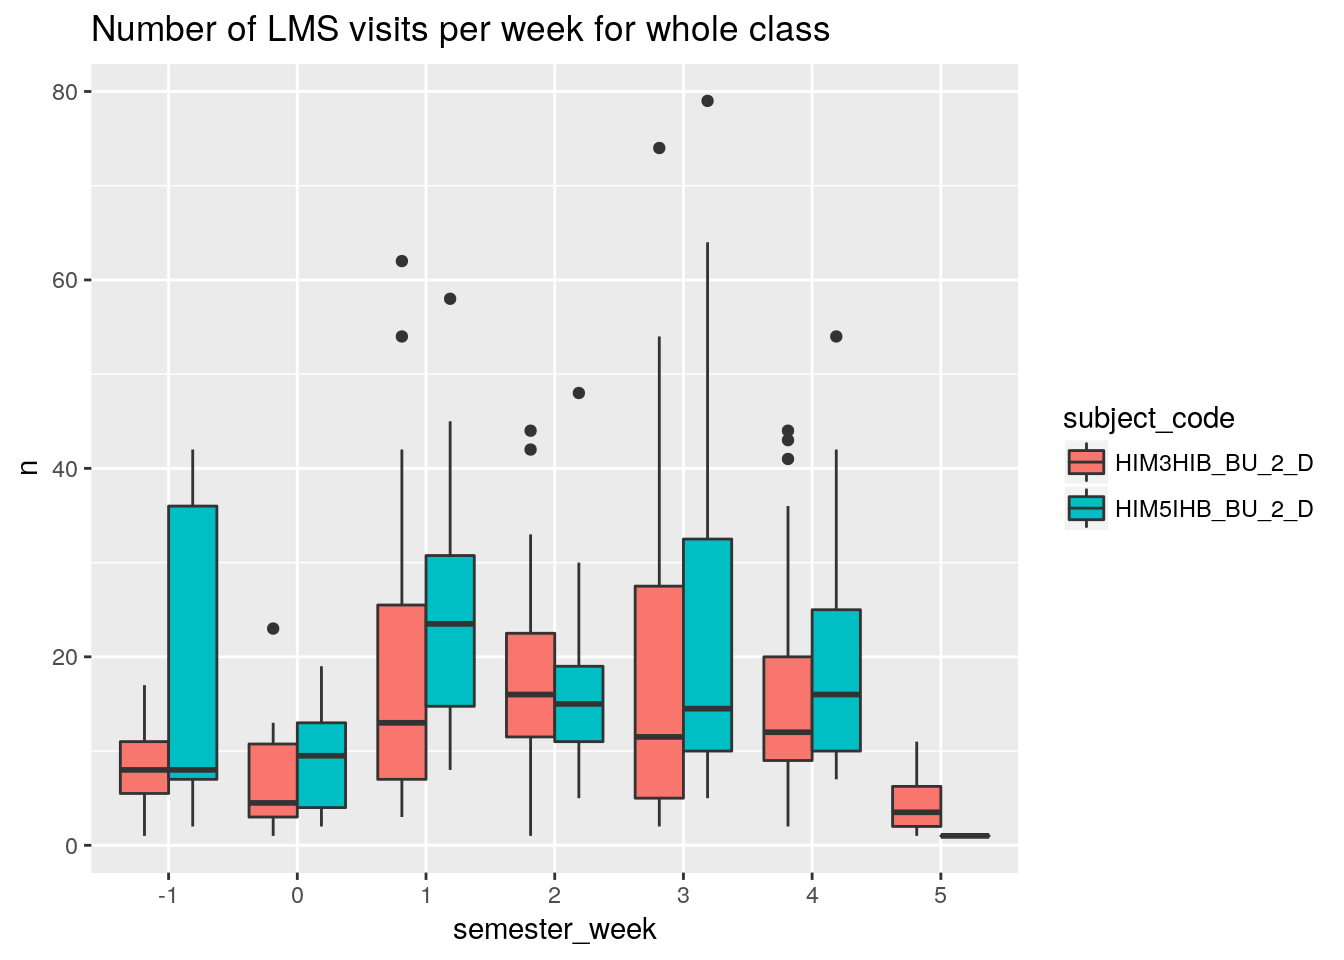 Number of LMS visits per week for whole class
80
60
40
20
0
n
-1 0 1 2 3 4 5
semester_week
subject_code
HIM3HIB_BU_2_D
HIM5IHB_BU_2_D